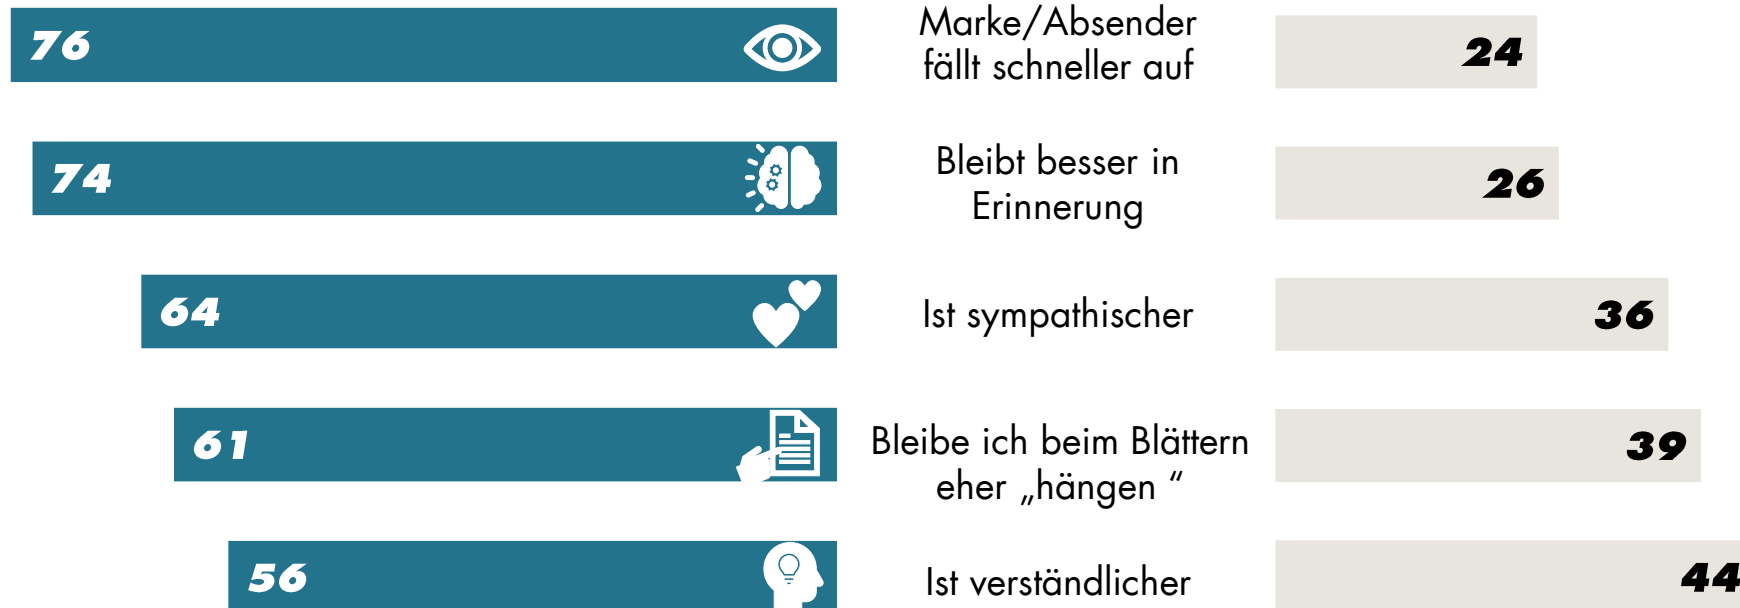 76
Marke/Absender
fällt schneller auf
24
74
Bleibt besser in
Erinnerung
26
64
Ist sympathischer
36
61
Bleibe ich beim Blättern
eher „hängen “
39
56
Ist verständlicher
44